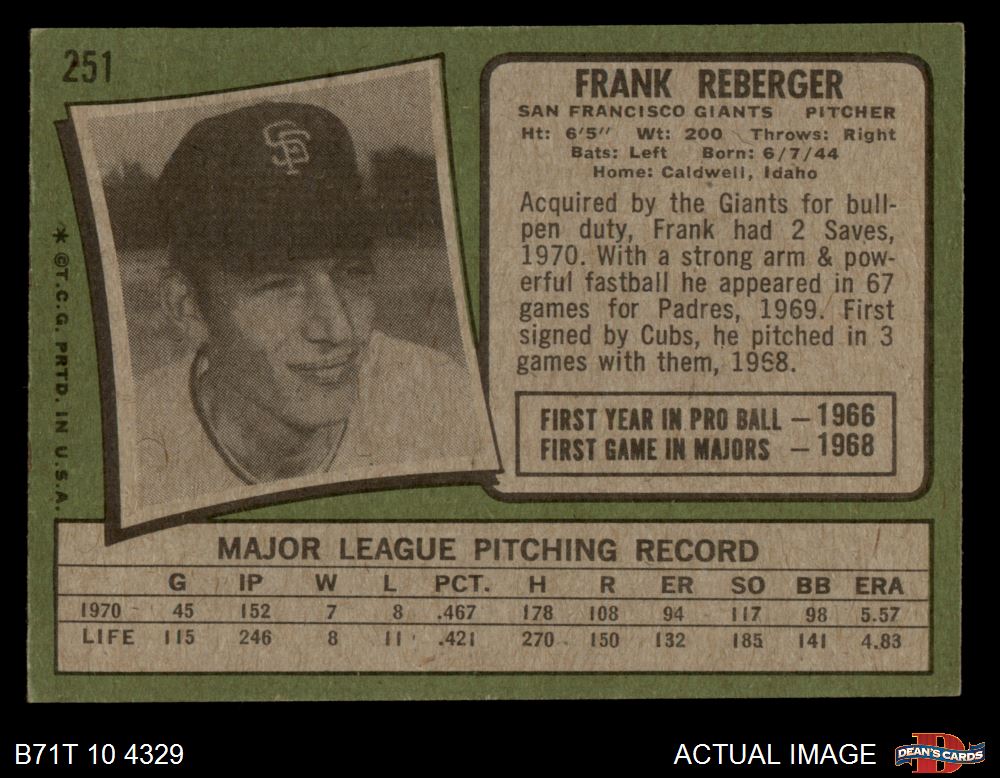 251
SF
* ©T.C.G. PRTD. IN U.S.A.
FRANK REBERGER
SAN FRANCISCO GIANTS PITCHER
Ht: 6'5" Wt: 200 Throws: Right
Bats: Left Born: 6/7/44
Home: Caldwell, Idaho
Acquired by the Giants for bull-
pen duty, Frank had 2 Saves,
1970. With a strong arm & pow-
erful fastball he appeared in 67
games for Padres, 1969. First
signed by Cubs, he pitched in 3
games with them, 1968.
FIRST YEAR IN PRO BALL — 1966
FIRST GAME IN MAJORS — 1968
MAJOR LEAGUE PITCHING RECORD
G IP W L PCT. H R ER SO BB ERA
1970 45 152 7 8 .467 178 108 94 117 98 5.57
LIFE 115 246 8 11 .421 270 150 132 185 141 4.83
B71T 10 4329
ACTUAL IMAGE
D
DEAN'S CARDS